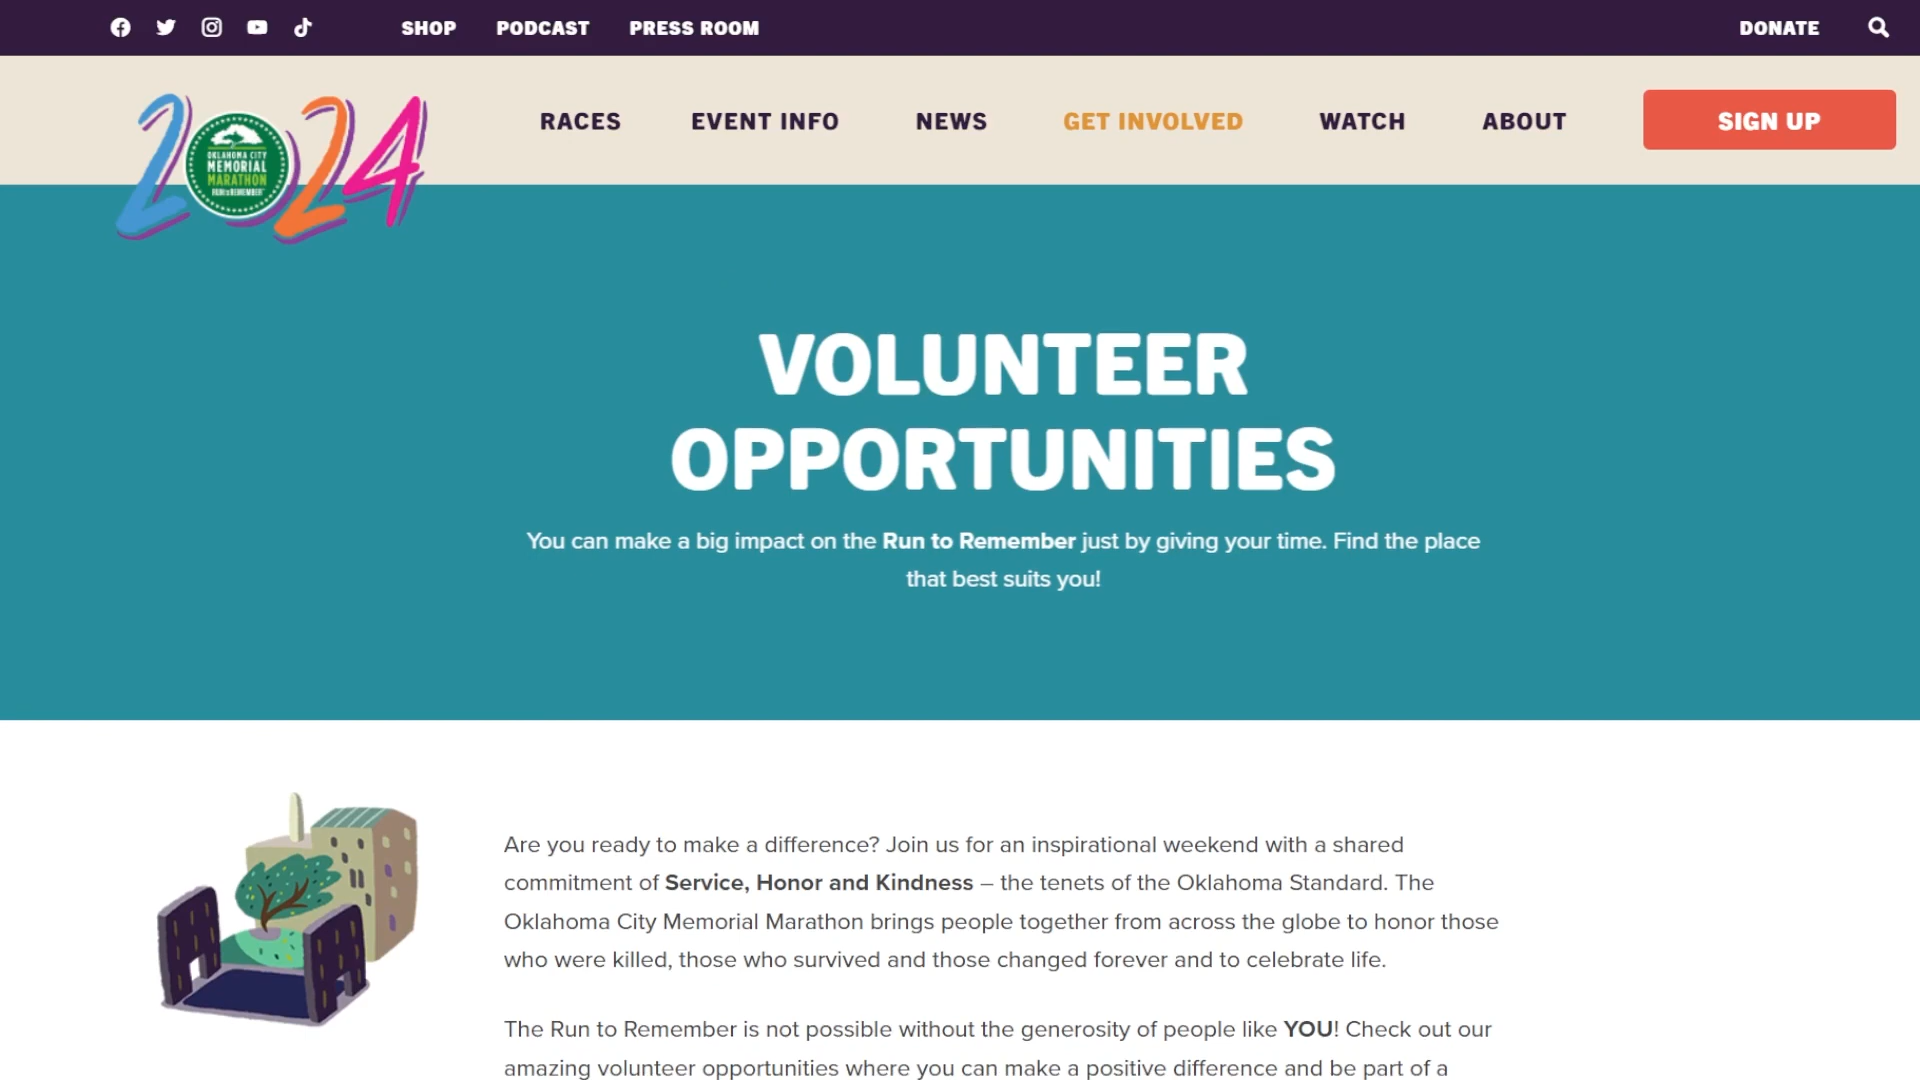 SHOP PODCAST PRESS ROOM DONATE
2024
OKLAHOMA CITY
MEMORIAL
MARATHON
RUN to REMEMBER
RACES EVENT INFO NEWS GET INVOLVED WATCH ABOUT SIGN UP
VOLUNTEER
OPPORTUNITIES
You can make a big impact on the Run to Remember just by giving your time. Find the place
that best suits you!
Are you ready to make a difference? Join us for an inspirational weekend with a shared
commitment of Service, Honor and Kindness – the tenets of the Oklahoma Standard. The
Oklahoma City Memorial Marathon brings people together from across the globe to honor those
who were killed, those who survived and those changed forever and to celebrate life.
The Run to Remember is not possible without the generosity of people like YOU! Check out our
amazing volunteer opportunities where you can make a positive difference and be part of a